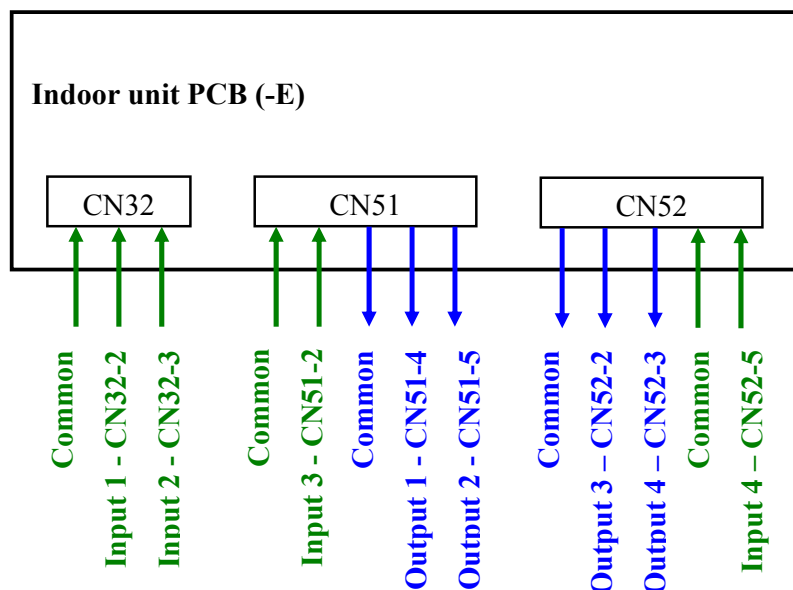 Indoor unit PCB (-E)
CN32
CN51
CN52
Common
Input 1 - CN32-2
Input 2 - CN32-3
Common
Input 3 - CN51-2
Common
Output 1 - CN51-4
Output 2 - CN51-5
Common
Output 3 – CN52-2
Output 4 – CN52-3
Common
Input 4 – CN52-5